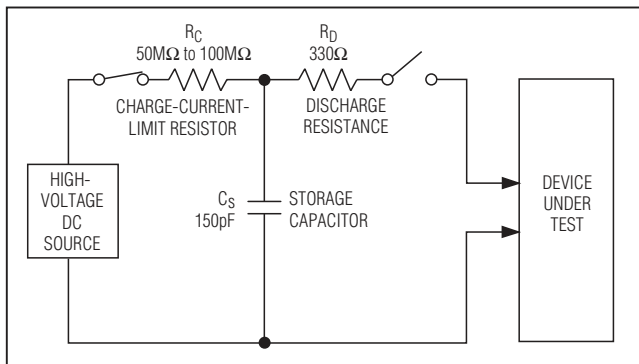 R_C
50MΩ to 100MΩ
CHARGE-CURRENT-
LIMIT RESISTOR
R_D
330Ω
DISCHARGE
RESISTANCE
HIGH-
VOLTAGE
DC
SOURCE
C_S
150pF
STORAGE
CAPACITOR
DEVICE
UNDER
TEST